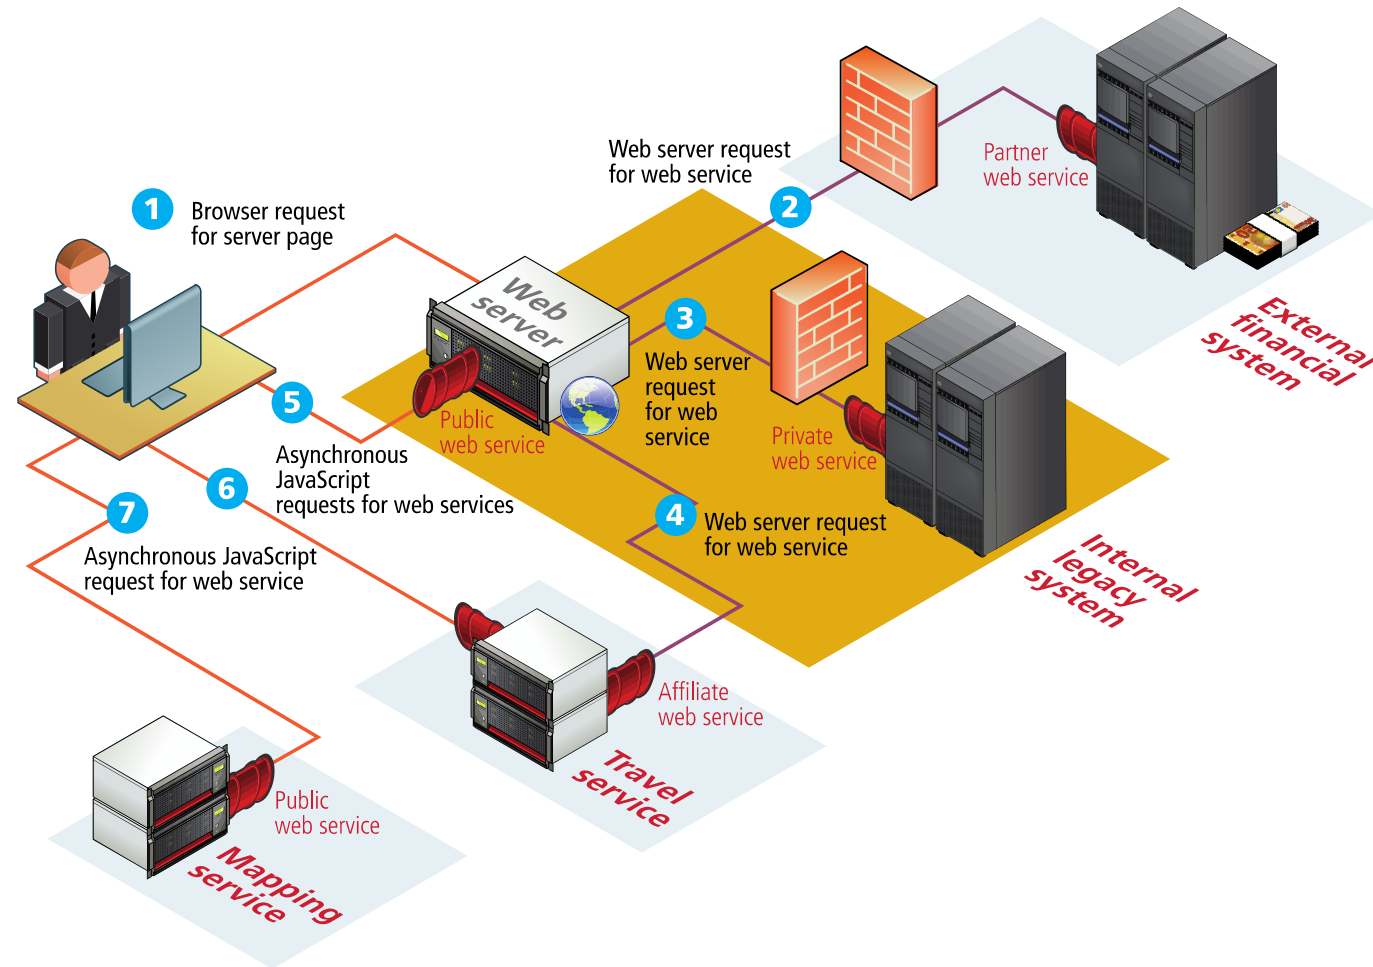 1
Browser request
for server page
Web server request
for web service
2
Partner
web service
External
financial
system
Web
server
3
Web server
request
for web
service
Private
web service
Internal
legacy
system
Public
web service
5
Asynchronous
JavaScript
requests for web services
6
4
Web server request
for web service
7
Asynchronous JavaScript
request for web service
Affiliate
web service
Travel
service
Public
web service
Mapping
service